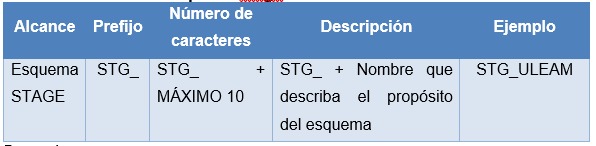 Alcance Prefijo Número de caracteres Descripción Ejemplo
Esquema STG_ STG_ + STG_ + Nombre que STG_ULEAM
STAGE MÁXIMO 10 describa el propósito
del esquema